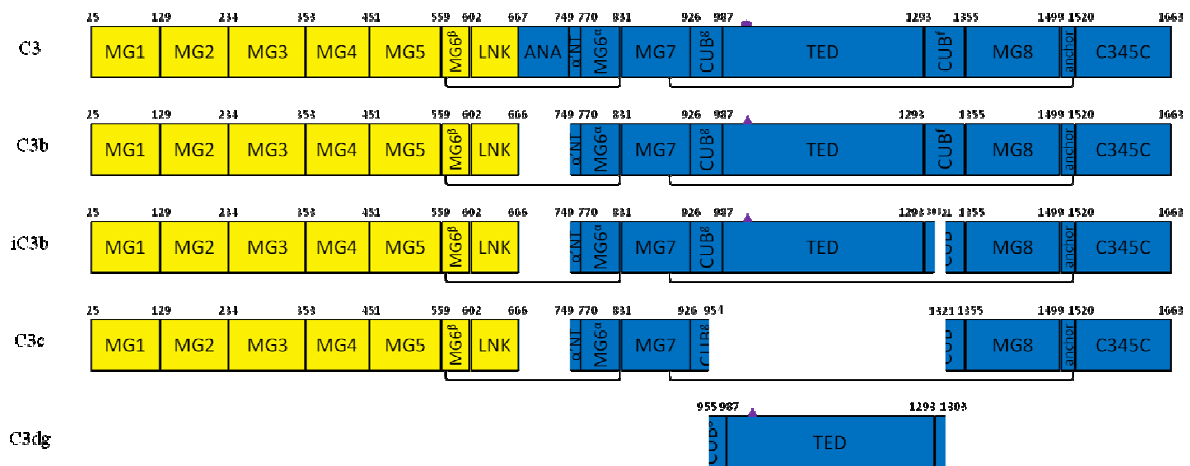 25 129 234 353 451 559 602 667 749 770 831 926 987 1293 1355 1499 1520 1663
C3 MG1 MG2 MG3 MG4 MG5 MG6β LNK ANA α'NT MG6α MG7 CUBg TED CUBf MG8 anchor C345C
25 129 234 353 451 559 602 666 749 770 831 926 987 1293 1355 1499 1520 1663
C3b MG1 MG2 MG3 MG4 MG5 MG6β LNK α'NT MG6α MG7 CUBg TED CUBf MG8 anchor C345C
25 129 234 353 451 559 602 666 749 770 831 926 987 1293 1355 1499 1520 1663
iC3b MG1 MG2 MG3 MG4 MG5 MG6β LNK α'NT MG6α MG7 CUBg TED CUB MG8 anchor C345C
25 129 234 353 451 559 602 666 749 770 831 926 954 1321 1355 1499 1520 1663
C3c MG1 MG2 MG3 MG4 MG5 MG6β LNK α'NT MG6α MG7 CUBg CUB MG8 anchor C345C
955 987 1293 1303
C3dg CUBg TED